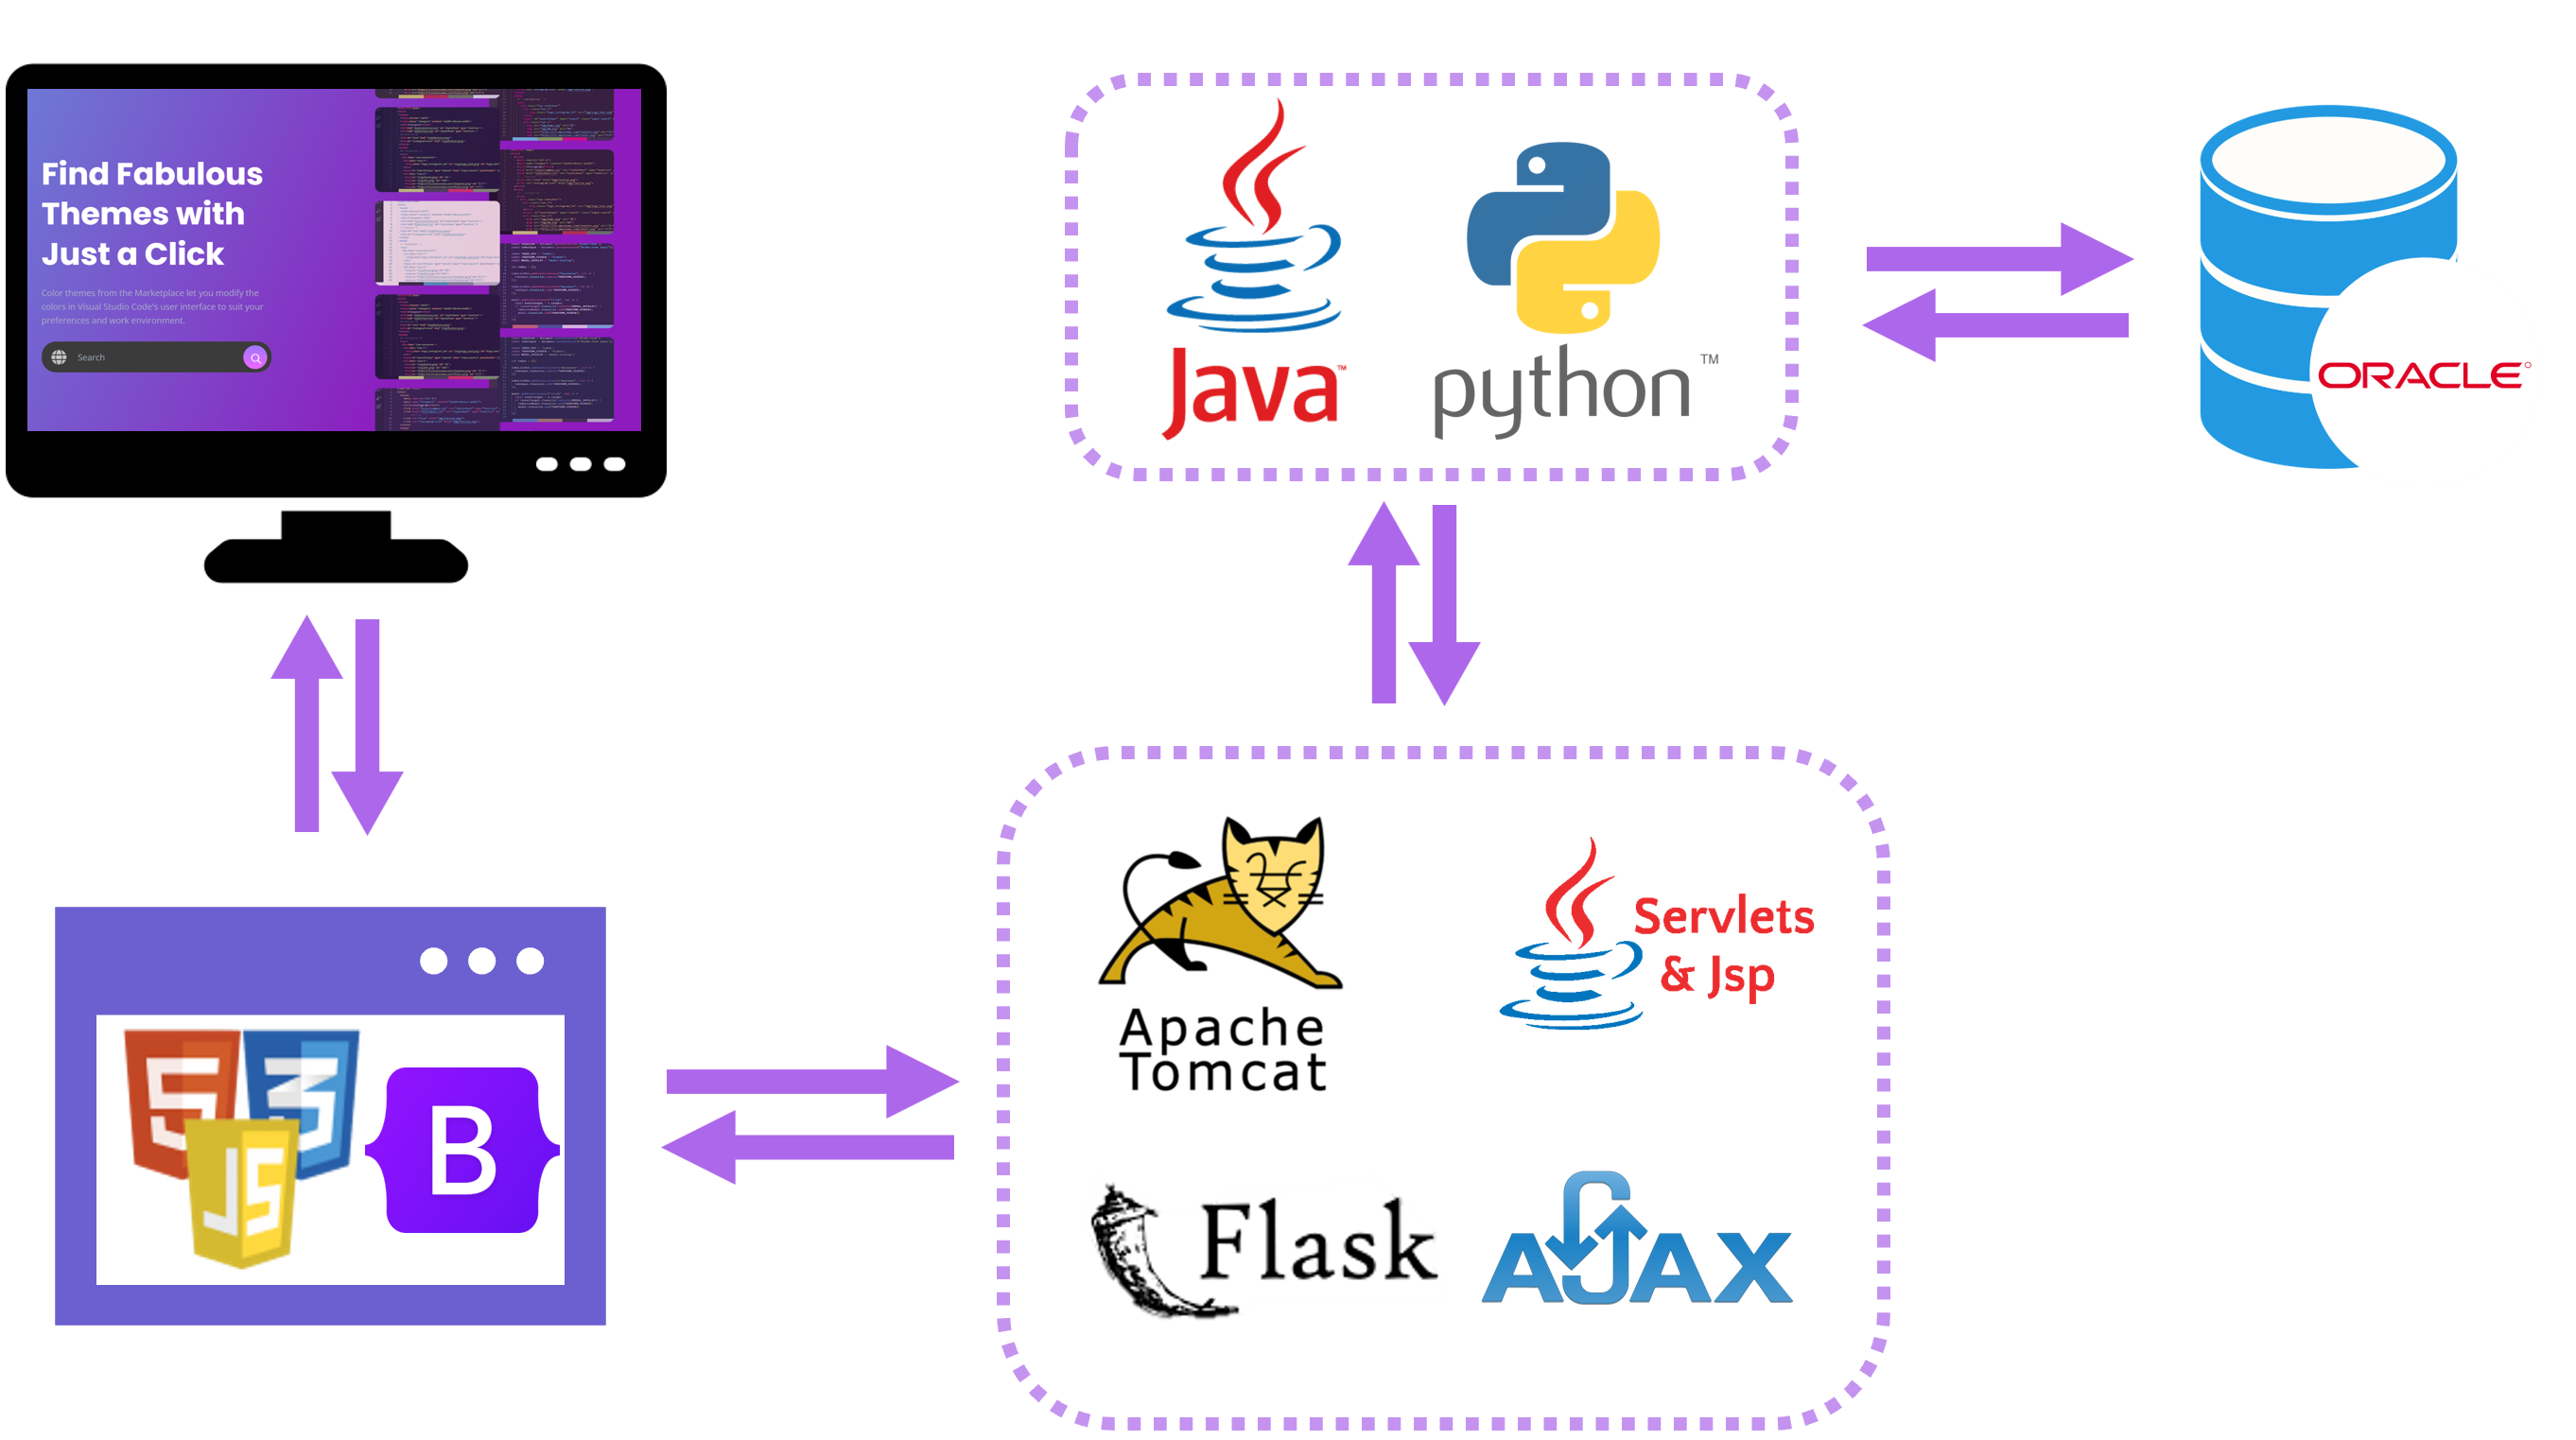 Find Fabulous
Themes with
Just a Click
Color themes from the Marketplace let you modify the
colors in Visual Studio Code's user interface to suit your
preferences and work environment.
Search
Java™
python™
ORACLE
5 3
JS
B
Apache
Tomcat
Servlets
& Jsp
Flask
AJAX